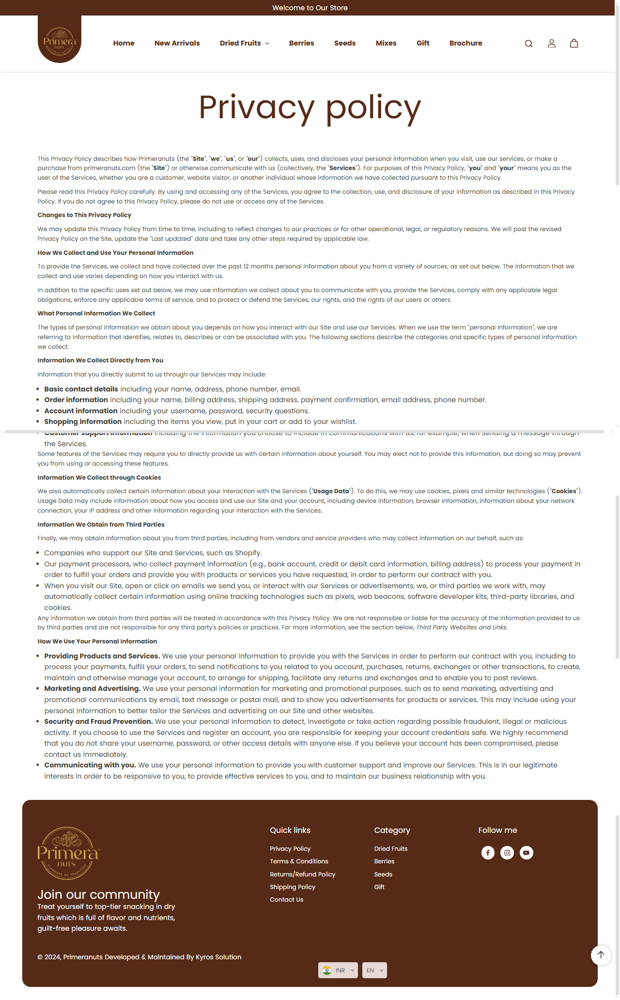 Welcome to Our Store
Primera
nuts
FLAVOURS OF TRADITION
Home
New Arrivals
Dried Fruits
Berries
Seeds
Mixes
Gift
Brochure
Privacy policy
This Privacy Policy describes how Primeranuts (the "Site", "we", "us", or "our") collects, uses, and discloses your personal information when you visit, use our services, or make a
purchase from primeranuts.com (the "Site") or otherwise communicate with us (collectively, the "Services"). For purposes of this Privacy Policy, "you" and "your" means you as the
user of the Services, whether you are a customer, website visitor, or another individual whose information we have collected pursuant to this Privacy Policy.
Please read this Privacy Policy carefully. By using and accessing any of the Services, you agree to the collection, use, and disclosure of your information as described in this Privacy
Policy. If you do not agree to this Privacy Policy, please do not use or access any of the Services.
Changes to This Privacy Policy
We may update this Privacy Policy from time to time, including to reflect changes to our practices or for other operational, legal, or regulatory reasons. We will post the revised
Privacy Policy on the Site, update the "Last updated" date and take any other steps required by applicable law.
How We Collect and Use Your Personal Information
To provide the Services, we collect and have collected over the past 12 months personal information about you from a variety of sources, as set out below. The information that we
collect and use varies depending on how you interact with us.
In addition to the specific uses set out below, we may use information we collect about you to communicate with you, provide the Services, comply with any applicable legal
obligations, enforce any applicable terms of service, and to protect or defend the Services, our rights, and the rights of our users or others.
What Personal Information We Collect
The types of personal information we obtain about you depends on how you interact with our Site and use our Services. When we use the term "personal information", we are
referring to information that identifies, relates to, describes or can be associated with you. The following sections describe the categories and specific types of personal information
we collect.
Information We Collect Directly from You
Information that you directly submit to us through our Services may include:
• Basic contact details including your name, address, phone number, email.
• Order information including your name, billing address, shipping address, payment confirmation, email address, phone number.
• Account information including your username, password, security questions.
• Shopping information including the items you view, put in your cart or add to your wishlist.
• Customer support information including the information you choose to include in communications with us, for example, when sending a message through
the Services.
Some features of the Services may require you to directly provide us with certain information about yourself. You may elect not to provide this information, but doing so may prevent
you from using or accessing these features.
Information We Collect through Cookies
We also automatically collect certain information about your interaction with the Services ("Usage Data"). To do this, we may use cookies, pixels and similar technologies ("Cookies").
Usage Data may include information about how you access and use our Site and your account, including device information, browser information, information about your network
connection, your IP address and other information regarding your interaction with the Services.
Information We Obtain from Third Parties
Finally, we may obtain information about you from third parties, including from vendors and service providers who may collect information on our behalf, such as:
• Companies who support our Site and Services, such as Shopify.
• Our payment processors, who collect payment information (e.g., bank account, credit or debit card information, billing address) to process your payment in
order to fulfill your orders and provide you with products or services you have requested, in order to perform our contract with you.
• When you visit our Site, open or click on emails we send you, or interact with our Services or advertisements, we, or third parties we work with, may
automatically collect certain information using online tracking technologies such as pixels, web beacons, software developer kits, third-party libraries, and
cookies.
Any information we obtain from third parties will be treated in accordance with this Privacy Policy. We are not responsible or liable for the accuracy of the information provided to us
by third parties and are not responsible for any third party's policies or practices. For more information, see the section below, Third Party Websites and Links.
How We Use Your Personal Information
• Providing Products and Services. We use your personal information to provide you with the Services in order to perform our contract with you, including to
process your payments, fulfill your orders, to send notifications to you related to you account, purchases, returns, exchanges or other transactions, to create,
maintain and otherwise manage your account, to arrange for shipping, facilitate any returns and exchanges and to enable you to post reviews.
• Marketing and Advertising. We use your personal information for marketing and promotional purposes, such as to send marketing, advertising and
promotional communications by email, text message or postal mail, and to show you advertisements for products or services. This may include using your
personal information to better tailor the Services and advertising on our Site and other websites.
• Security and Fraud Prevention. We use your personal information to detect, investigate or take action regarding possible fraudulent, illegal or malicious
activity. If you choose to use the Services and register an account, you are responsible for keeping your account credentials safe. We highly recommend
that you do not share your username, password, or other access details with anyone else. If you believe your account has been compromised, please
contact us immediately.
• Communicating with you. We use your personal information to provide you with customer support and improve our Services. This is in our legitimate
interests in order to be responsive to you, to provide effective services to you, and to maintain our business relationship with you.
Primera™
nuts
FLAVOURS OF TRADITION
Join our community
Treat yourself to top-tier snacking in dry
fruits which is full of flavor and nutrients,
guilt-free pleasure awaits.
Quick links
Privacy Policy
Terms & Conditions
Returns/Refund Policy
Shipping Policy
Contact Us
Category
Dried Fruits
Berries
Seeds
Gift
Follow me
© 2024, Primeranuts Developed & Maintained By Kyros Solution
INR
EN